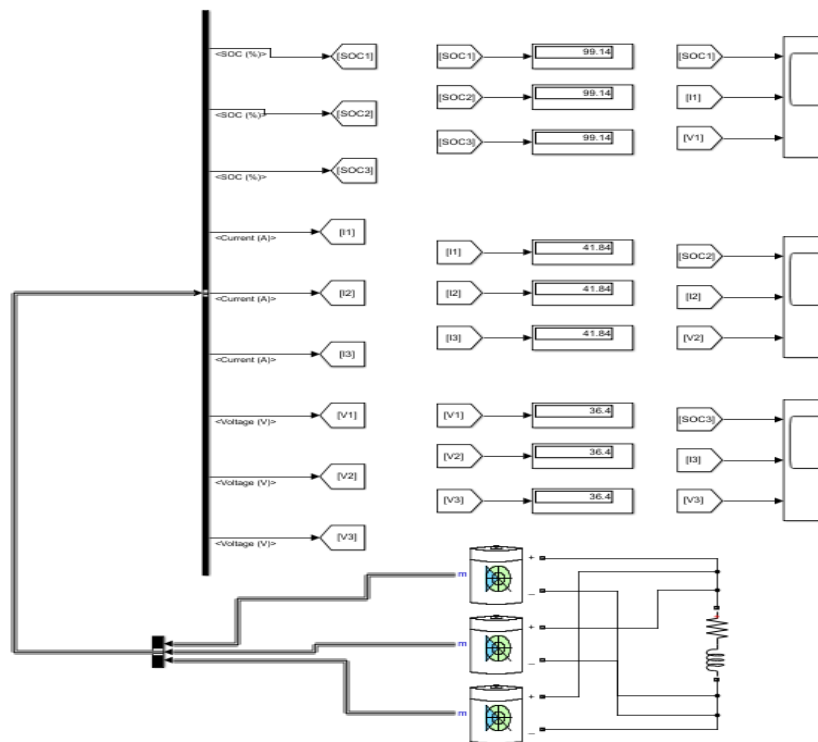 <SOC (%)>
[SOC1]
<SOC (%)>
[SOC2]
<SOC (%)>
[SOC3]
<Current (A)>
[I1]
<Current (A)>
[I2]
<Current (A)>
[I3]
<Voltage (V)>
[V1]
<Voltage (V)>
[V2]
<Voltage (V)>
[V3]
[SOC1]
99.14
[SOC2]
99.14
[SOC3]
99.14
[I1]
41.84
[I2]
41.84
[I3]
41.84
[V1]
36.4
[V2]
36.4
[V3]
36.4
[SOC1]
[I1]
[V1]
[SOC2]
[I2]
[V2]
[SOC3]
[I3]
[V3]
m
+
_
m
+
_
m
+
_